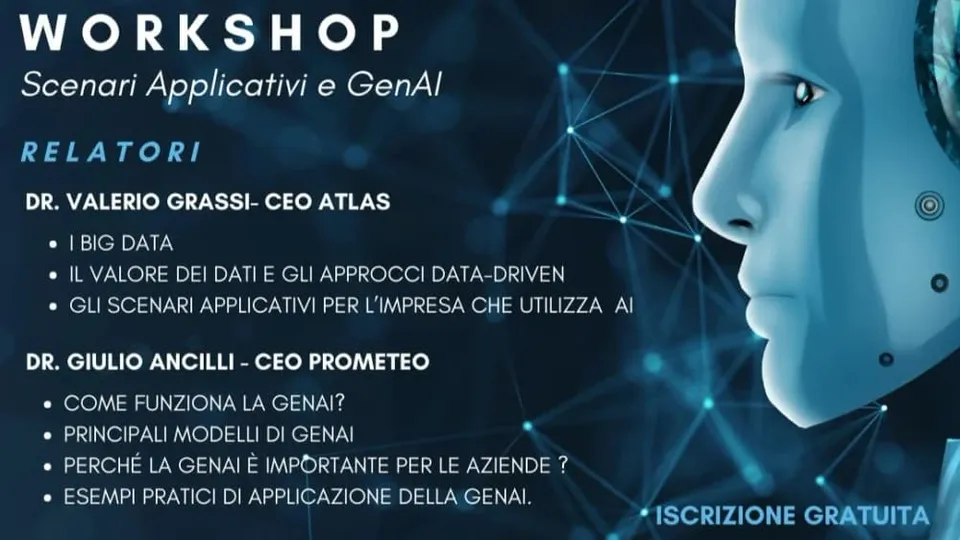 WORKSHOP
Scenari Applicativi e GenAI
RELATORI
DR. VALERIO GRASSI- CEO ATLAS
• I BIG DATA
• IL VALORE DEI DATI E GLI APPROCCI DATA-DRIVEN
• GLI SCENARI APPLICATIVI PER L'IMPRESA CHE UTILIZZA AI
DR. GIULIO ANCILLI - CEO PROMETEO
• COME FUNZIONA LA GENAI?
• PRINCIPALI MODELLI DI GENAI
• PERCHÉ LA GENAI È IMPORTANTE PER LE AZIENDE ?
• ESEMPI PRATICI DI APPLICAZIONE DELLA GENAI.
ISCRIZIONE GRATUITA